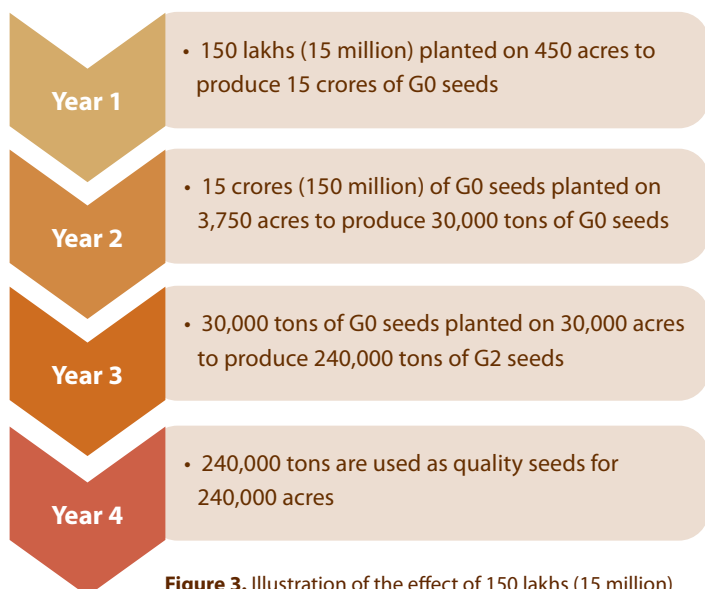 Year 1
• 150 lakhs (15 million) planted on 450 acres to
produce 15 crores of G0 seeds
Year 2
• 15 crores (150 million) of G0 seeds planted on
3,750 acres to produce 30,000 tons of G0 seeds
Year 3
• 30,000 tons of G0 seeds planted on 30,000 acres
to produce 240,000 tons of G2 seeds
Year 4
• 240,000 tons are used as quality seeds for
240,000 acres
Figure 3. Illustration of the effect of 150 lakhs (15 million)